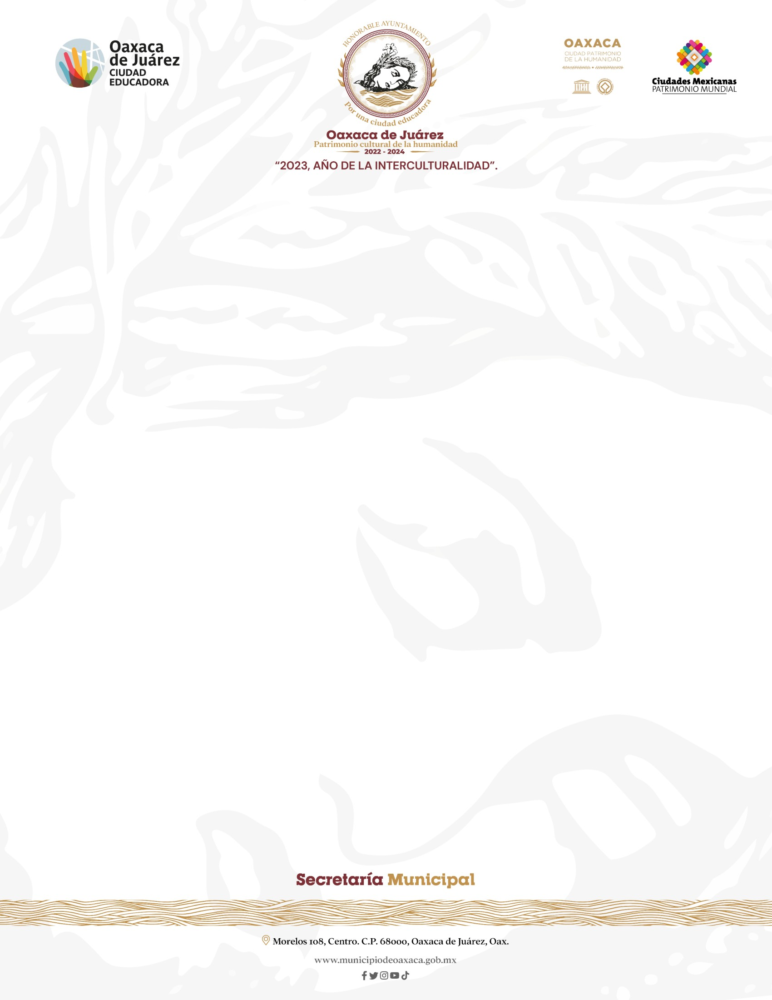 Oaxaca
de Juárez
CIUDAD
EDUCADORA
HONORABLE AYUNTAMIENTO
Por una ciudad educadora
Oaxaca de Juárez
Patrimonio cultural de la humanidad
2022 - 2024
“2023, AÑO DE LA INTERCULTURALIDAD”.
OAXACA
CIUDAD PATRIMONIO
DE LA HUMANIDAD
Ciudades Mexicanas
PATRIMONIO MUNDIAL
Secretaría Municipal
Morelos 108, Centro. C.P. 68000, Oaxaca de Juárez, Oax.
www.municipiodeoaxaca.gob.mx